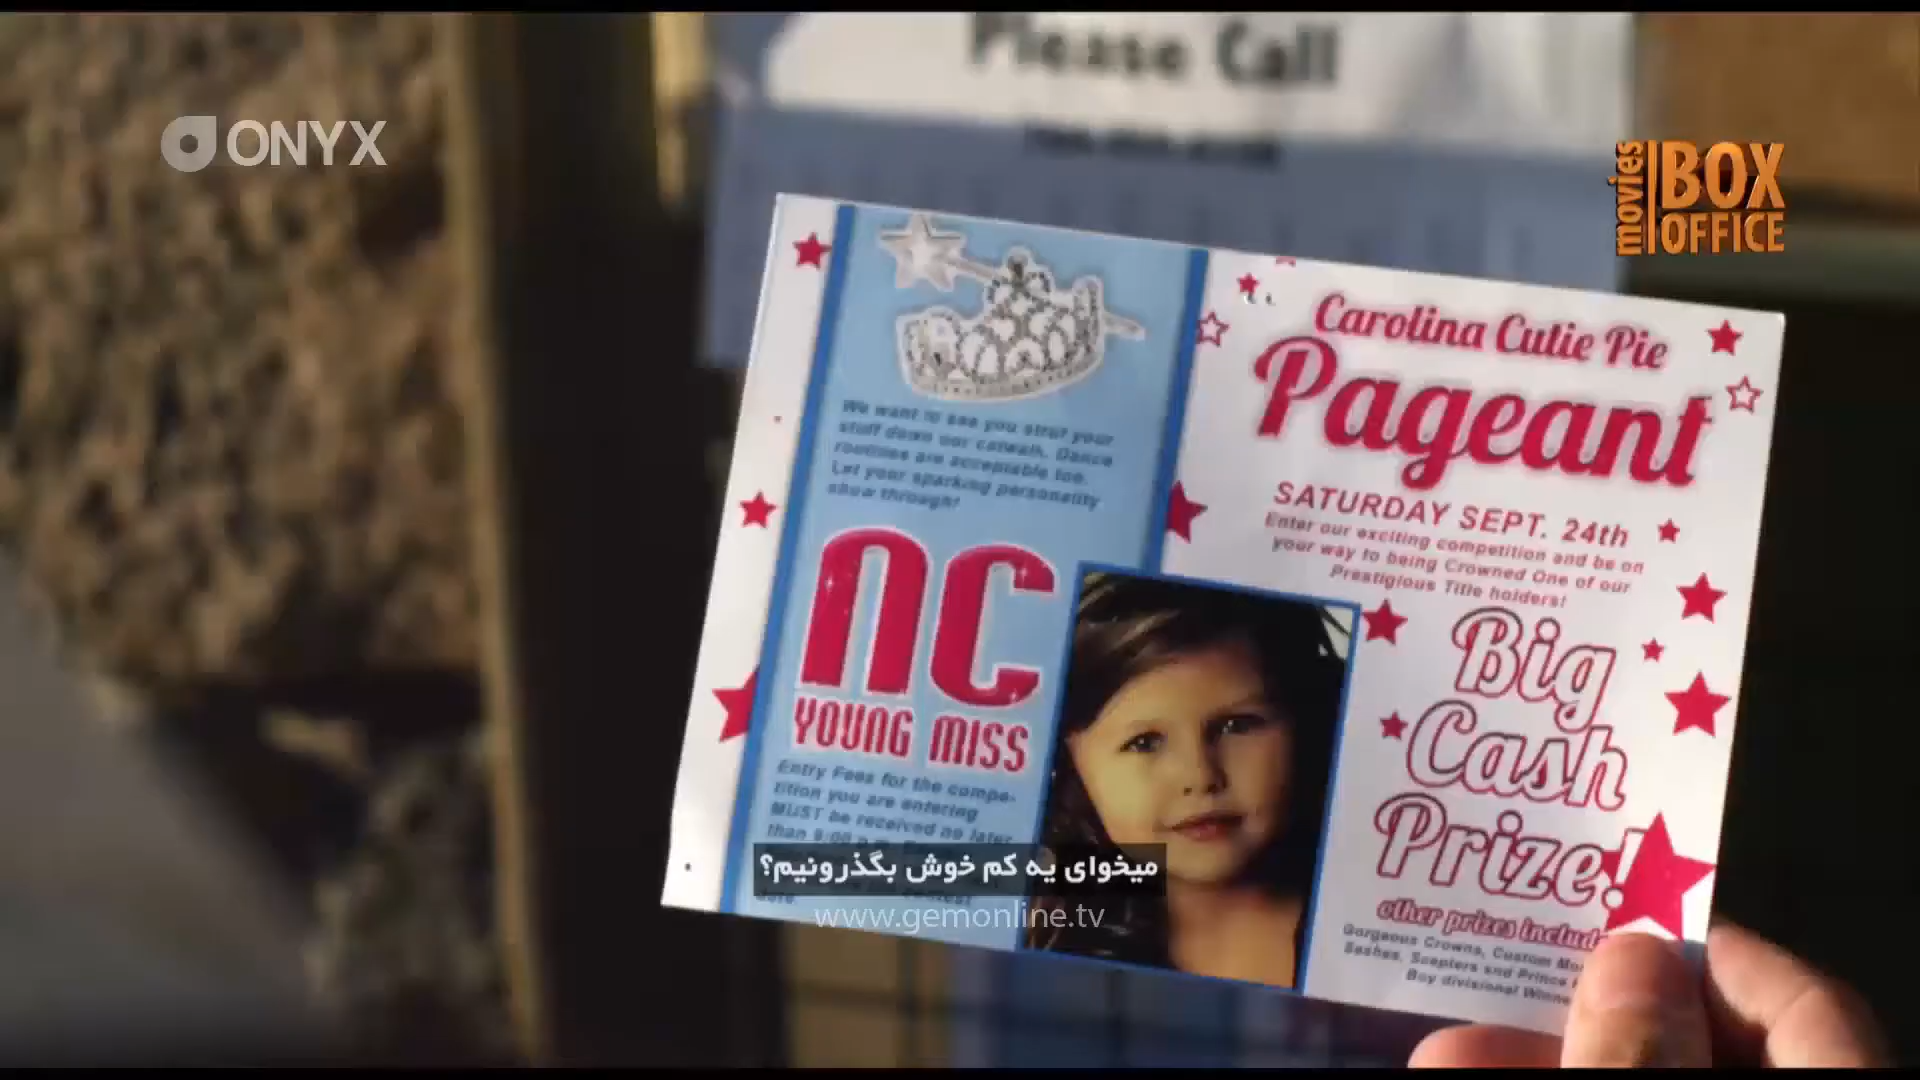 Please Call
ONYX
movies
BOX
OFFICE
We want to see you strut your
stuff down our catwalk. Dance
routines are acceptable too.
Let your sparking personality
show through!
NC
YOUNG MISS
Entry Fees for the compe-
tition you are entering
MUST be received no later
Carolina Cutie Pie
Pageant
SATURDAY SEPT. 24th
Enter our exciting competition and be on
your way to being Crowned One of our
Prestigious Title holders!
Big
Cash
Prize!
other prizes include
Gorgeous Crowns, Custom
Sashes, Scepters and Prince
Boy divisional
میخوای یه کم خوش بگذرونیم؟
www.gemonline.tv